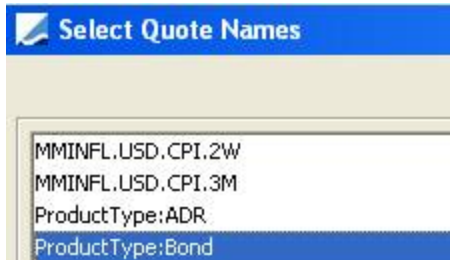 Select Quote Names
MMINFL.USD.CPI.2W
MMINFL.USD.CPI.3M
ProductType:ADR
ProductType:Bond